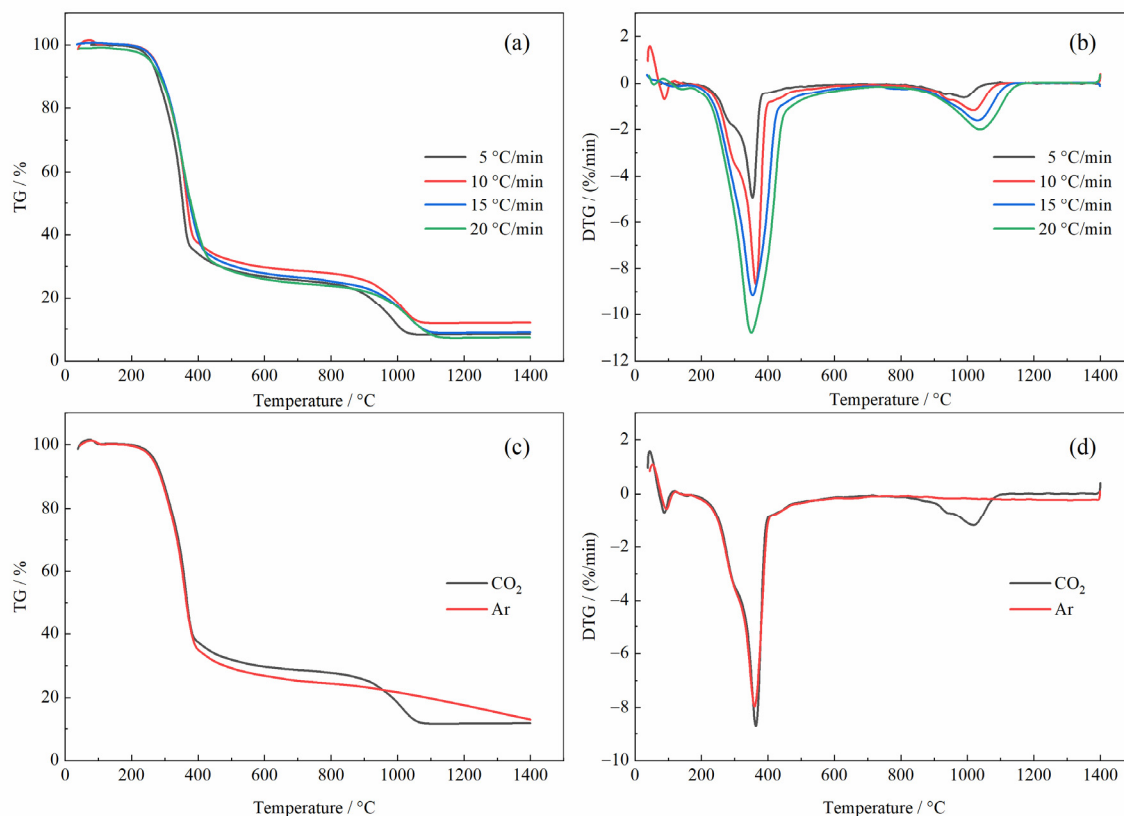 (a)
100
80
60
40
20
0
TG / %
5 °C/min
10 °C/min
15 °C/min
20 °C/min
0 200 400 600 800 1000 1200 1400
Temperature / °C
(b)
2
0
−2
−4
−6
−8
−10
−12
DTG / (%/min)
5 °C/min
10 °C/min
15 °C/min
20 °C/min
0 200 400 600 800 1000 1200 1400
Temperature / °C
(c)
100
80
60
40
20
0
TG / %
CO₂
Ar
0 200 400 600 800 1000 1200 1400
Temperature / °C
(d)
2
0
−2
−4
−6
−8
−10
DTG / (%/min)
CO₂
Ar
0 200 400 600 800 1000 1200 1400
Temperature / °C